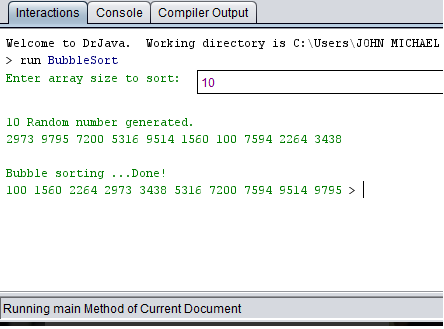 Interactions Console Compiler Output
Welcome to DrJava. Working directory is C:\Users\JOHN MICHAEL
> run BubbleSort
Enter array size to sort: 10
10 Random number generated.
2973 9795 7200 5316 9514 1560 100 7594 2264 3438
Bubble sorting ...Done!
100 1560 2264 2973 3438 5316 7200 7594 9514 9795 >
Running main Method of Current Document